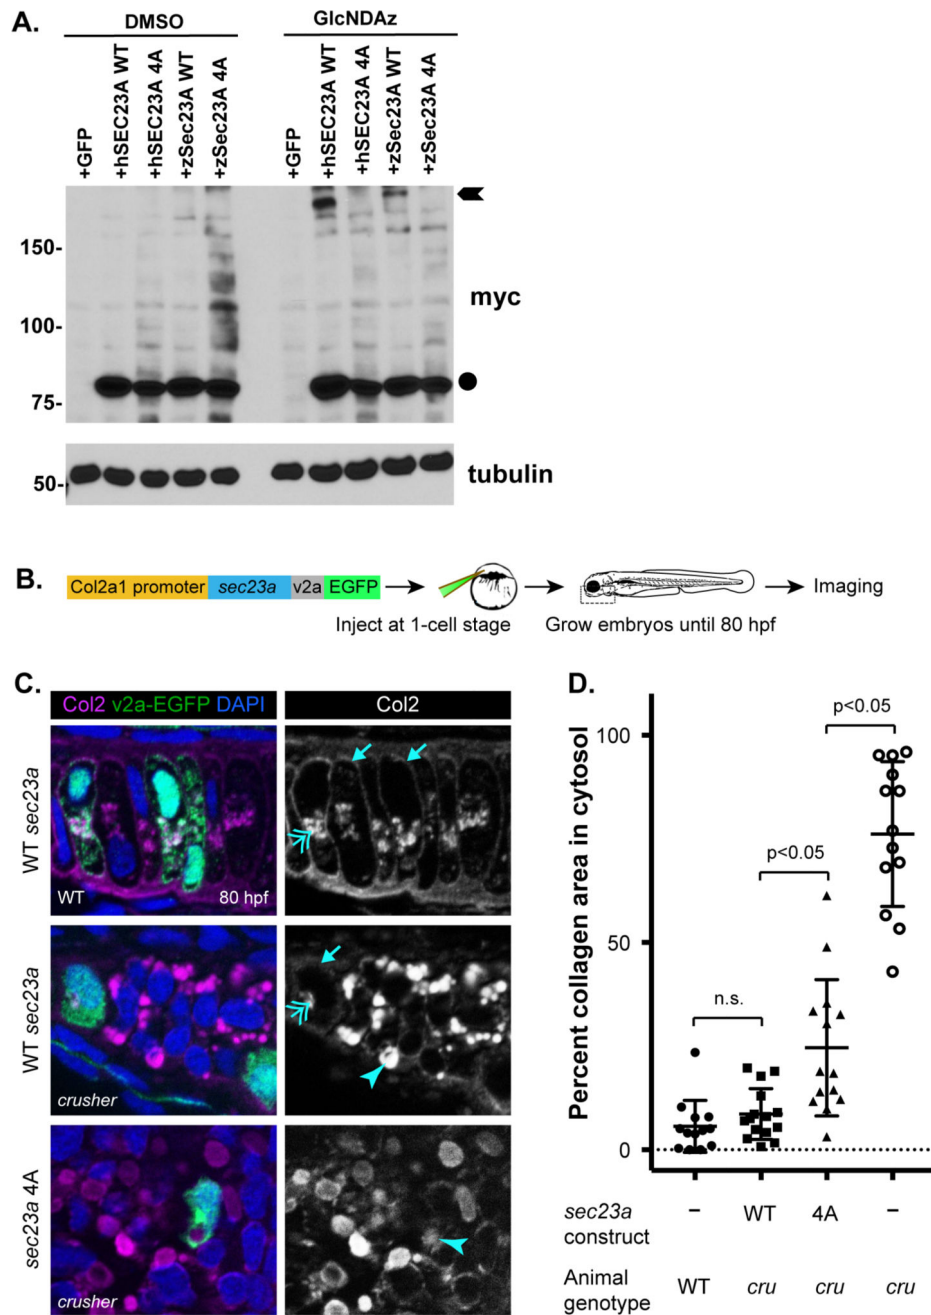 A.
DMSO
GlcNDAz
+GFP
+hSEC23A WT
+hSEC23A 4A
+zSec23A WT
+zSec23A 4A
+GFP
+hSEC23A WT
+hSEC23A 4A
+zSec23A WT
+zSec23A 4A
150-
100-
75-
myc
50-
tubulin
B.
Col2a1 promoter sec23a v2a EGFP
Inject at 1-cell stage
Grow embryos until 80 hpf
Imaging
C.
Col2 v2a-EGFP DAPI
Col2
WT sec23a
WT
80 hpf
WT sec23a
crusher
sec23a 4A
crusher
D.
Percent collagen area in cytosol
100
50
0
n.s.
p<0.05
p<0.05
sec23a construct
– WT 4A –
Animal genotype
WT cru cru cru